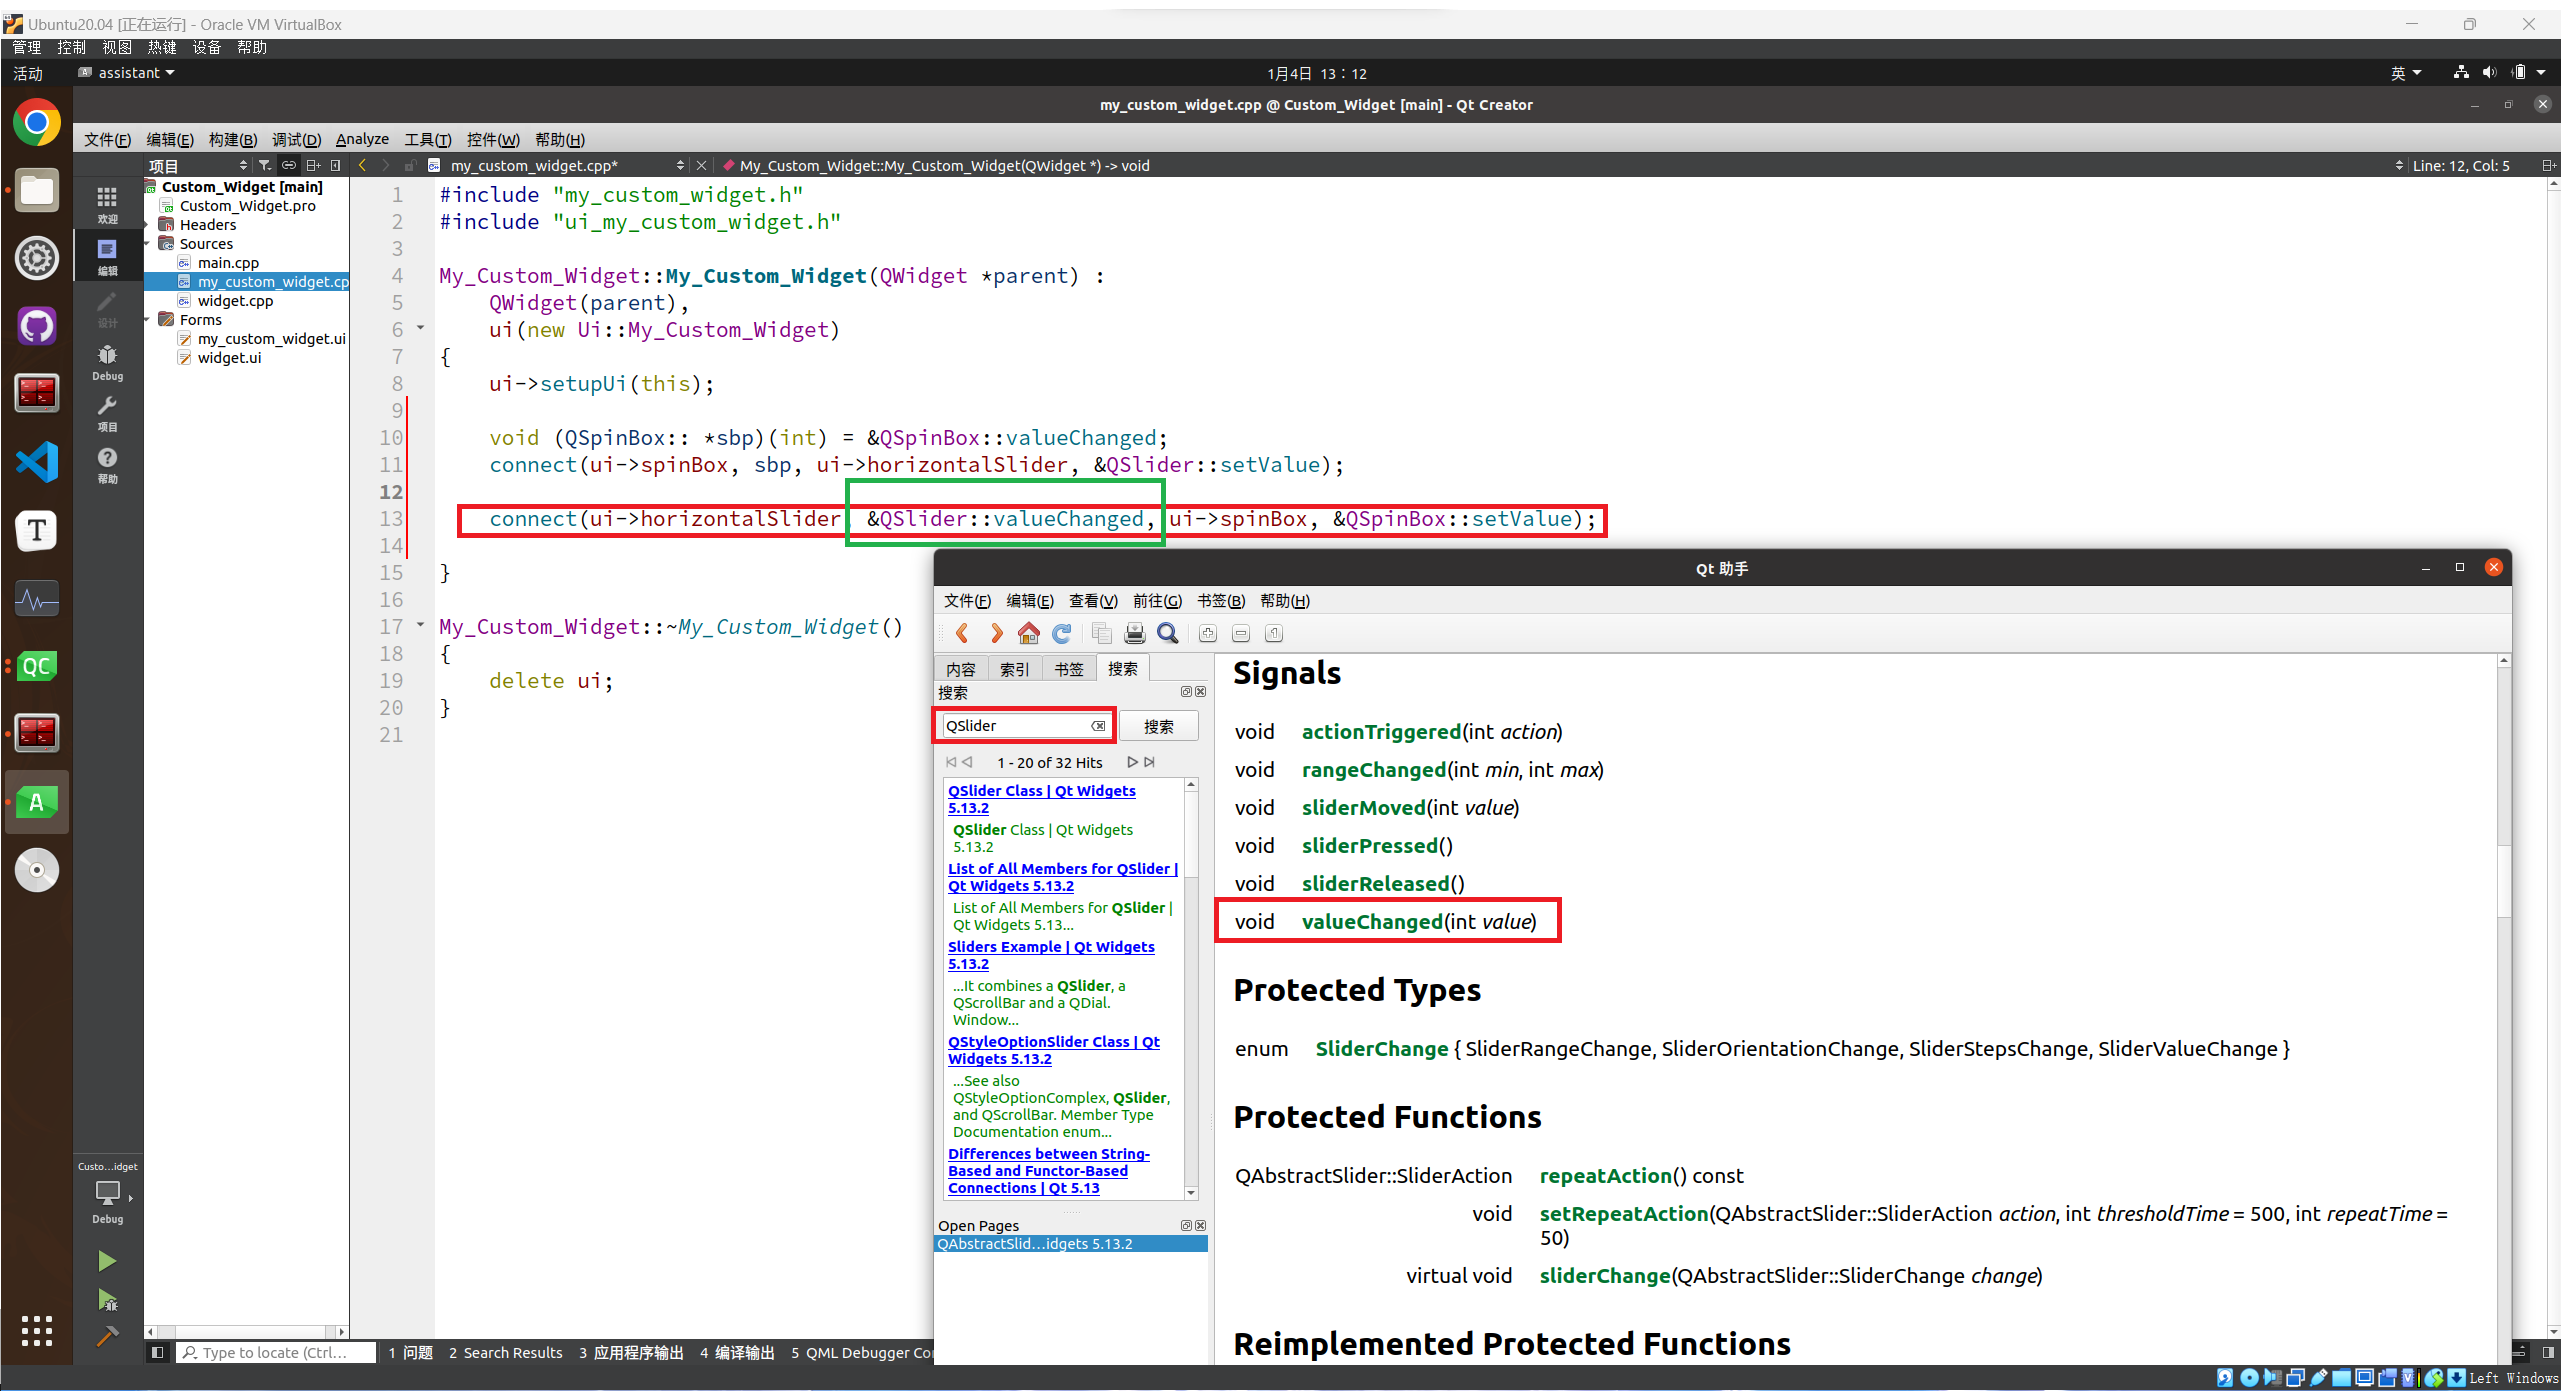 Ubuntu20.04 [正在运行] - Oracle VM VirtualBox
管理 控制 视图 热键 设备 帮助
活动 assistant 1月4日 13：12 英
my_custom_widget.cpp @ Custom_Widget [main] - Qt Creator
文件(F) 编辑(E) 构建(B) 调试(D) Analyze 工具(T) 控件(W) 帮助(H)
项目 my_custom_widget.cpp* My_Custom_Widget::My_Custom_Widget(QWidget *) -> void Line: 12, Col: 5
欢迎
编辑
设计
Debug
项目
帮助
Custom_Widget [main]
Custom_Widget.pro
Headers
Sources
main.cpp
my_custom_widget.cp
widget.cpp
Forms
my_custom_widget.ui
widget.ui
1 #include "my_custom_widget.h"
2 #include "ui_my_custom_widget.h"
3
4 My_Custom_Widget::My_Custom_Widget(QWidget *parent) :
5 QWidget(parent),
6 ui(new Ui::My_Custom_Widget)
7 {
8 ui->setupUi(this);
9
10 void (QSpinBox:: *sbp)(int) = &QSpinBox::valueChanged;
11 connect(ui->spinBox, sbp, ui->horizontalSlider, &QSlider::setValue);
12
13 connect(ui->horizontalSlider, &QSlider::valueChanged, ui->spinBox, &QSpinBox::setValue);
14
15 }
16
17 My_Custom_Widget::~My_Custom_Widget()
18 {
19 delete ui;
20 }
21
Qt 助手
文件(F) 编辑(E) 查看(V) 前往(G) 书签(B) 帮助(H)
内容 索引 书签 搜索
搜索
QSlider 搜索
1 - 20 of 32 Hits
QSlider Class | Qt Widgets
5.13.2
QSlider Class | Qt Widgets
5.13.2
List of All Members for QSlider |
Qt Widgets 5.13.2
List of All Members for QSlider |
Qt Widgets 5.13...
Sliders Example | Qt Widgets
5.13.2
...It combines a QSlider, a
QScrollBar and a QDial.
Window...
QStyleOptionSlider Class | Qt
Widgets 5.13.2
...See also
QStyleOptionComplex, QSlider,
and QScrollBar. Member Type
Documentation enum...
Differences between String-
Based and Functor-Based
Connections | Qt 5.13
Open Pages
QAbstractSlid...idgets 5.13.2
Signals
void actionTriggered(int action)
void rangeChanged(int min, int max)
void sliderMoved(int value)
void sliderPressed()
void sliderReleased()
void valueChanged(int value)
Protected Types
enum SliderChange { SliderRangeChange, SliderOrientationChange, SliderStepsChange, SliderValueChange }
Protected Functions
QAbstractSlider::SliderAction repeatAction() const
void setRepeatAction(QAbstractSlider::SliderAction action, int thresholdTime = 500, int repeatTime =
50)
virtual void sliderChange(QAbstractSlider::SliderChange change)
Reimplemented Protected Functions
Custo...idget
Debug
Type to locate (Ctrl... 1 问题 2 Search Results 3 应用程序输出 4 编译输出 5 QML Debugger Co
Left Windows